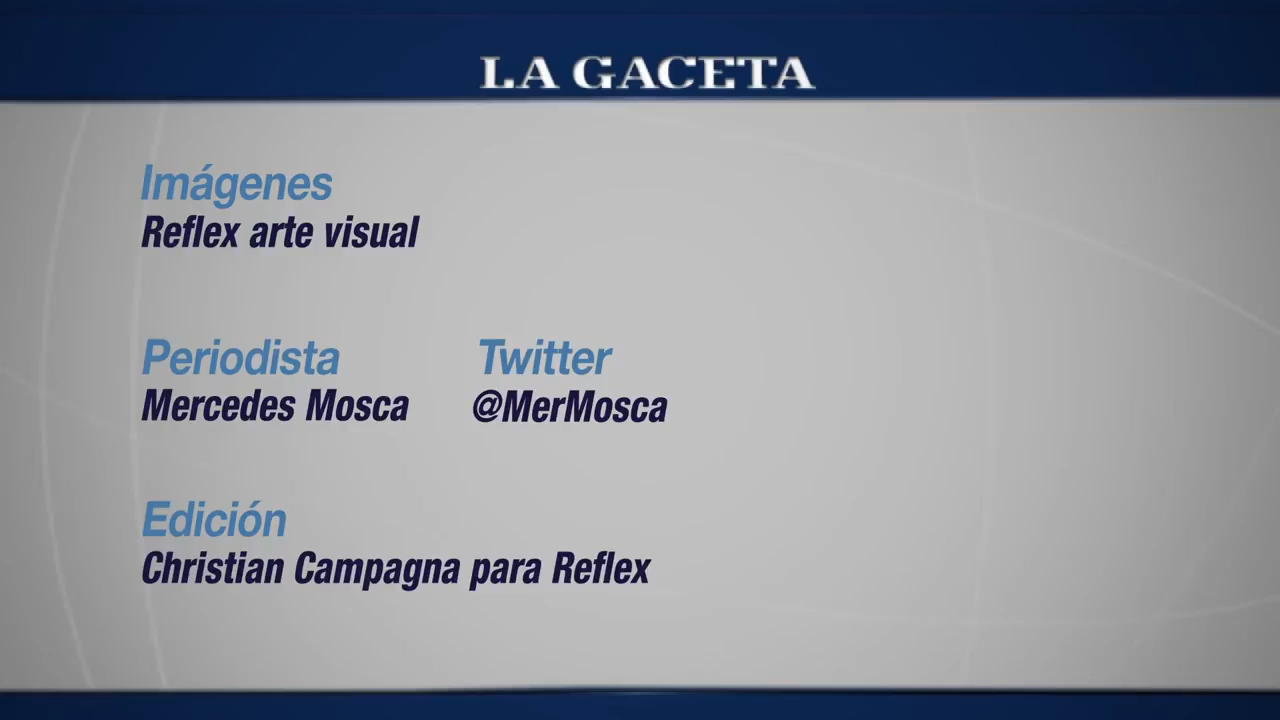 LA GACETA
Imágenes
Reflex arte visual
Periodista Twitter
Mercedes Mosca @MerMosca
Edición
Christian Campagna para Reflex